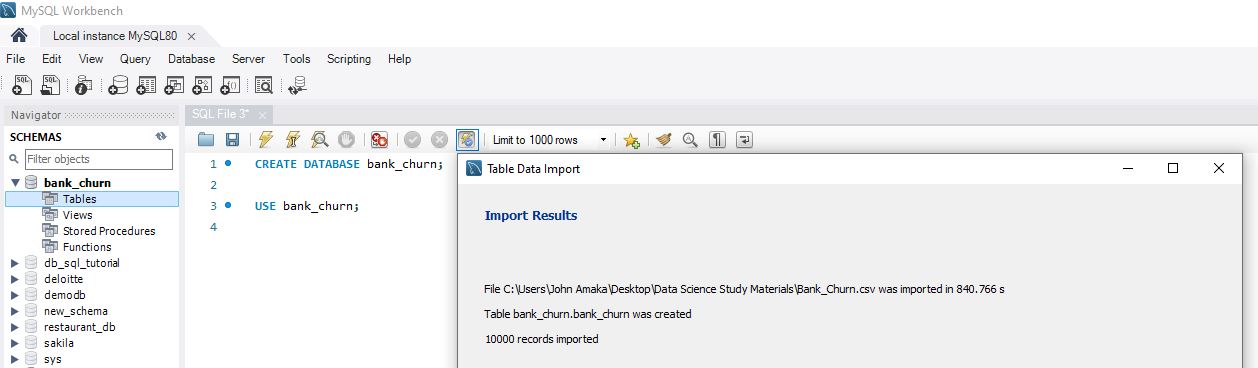 MySQL Workbench
Local instance MySQL80
File Edit View Query Database Server Tools Scripting Help
Navigator
SCHEMAS
Filter objects
bank_churn
Tables
Views
Stored Procedures
Functions
db_sql_tutorial
deloitte
demodb
new_schema
restaurant_db
sakila
sys
SQL File 3*
Limit to 1000 rows
1 CREATE DATABASE bank_churn;
2
3 USE bank_churn;
4
Table Data Import
Import Results
File C:\Users\John Amaka\Desktop\Data Science Study Materials\Bank_Churn.csv was imported in 840.766 s
Table bank_churn.bank_churn was created
10000 records imported